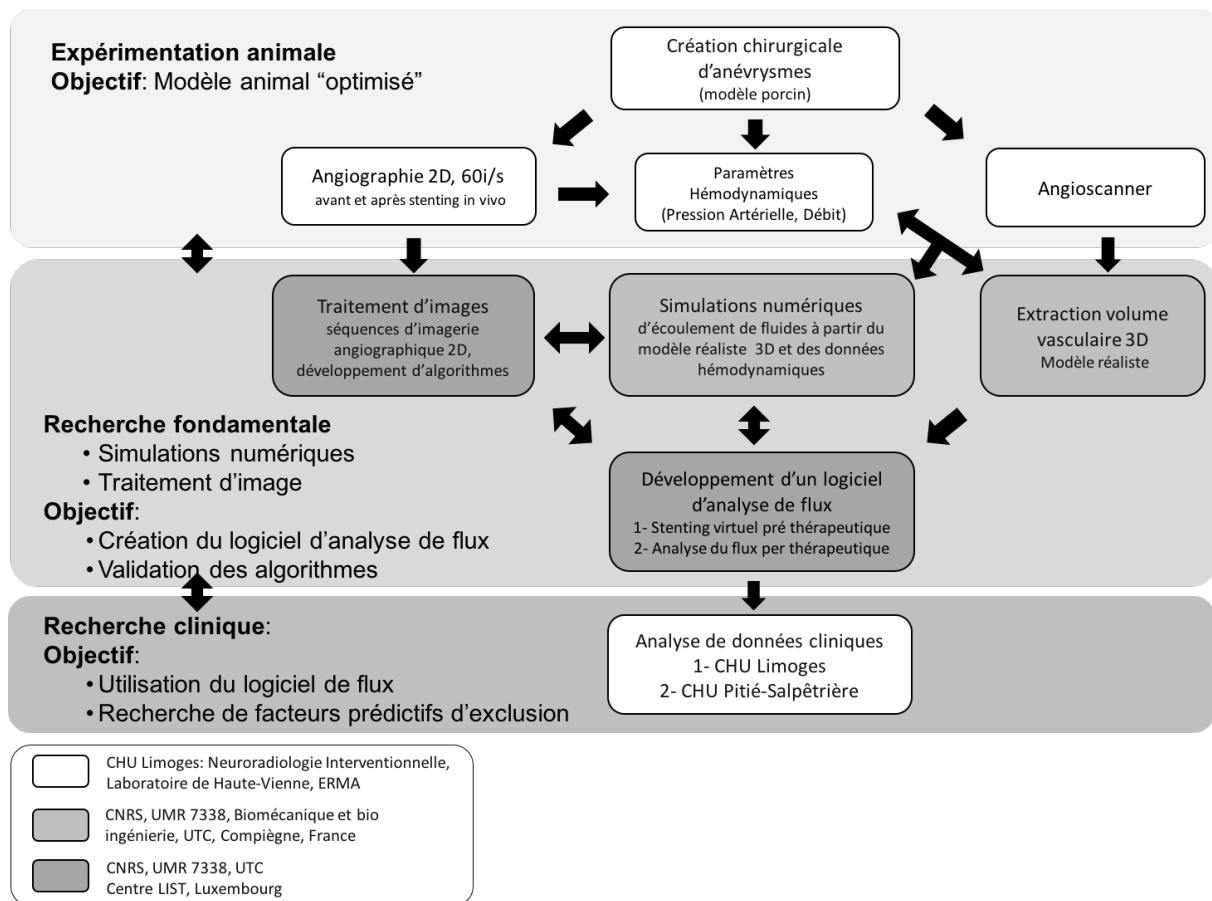 Expérimentation animale
Objectif: Modèle animal “optimisé”
Création chirurgicale
d’anévrysmes
(modèle porcin)
Angiographie 2D, 60i/s
avant et après stenting in vivo
Paramètres
Hémodynamiques
(Pression Artérielle, Débit)
Angioscanner
Traitement d’images
séquences d’imagerie
angiographique 2D,
développement d’algorithmes
Simulations numériques
d’écoulement de fluides à partir du
modèle réaliste 3D et des données
hémodynamiques
Extraction volume
vasculaire 3D
Modèle réaliste
Recherche fondamentale
• Simulations numériques
• Traitement d’image
Objectif:
• Création du logiciel d’analyse de flux
• Validation des algorithmes
Développement d’un logiciel
d’analyse de flux
1- Stenting virtuel pré thérapeutique
2- Analyse du flux per thérapeutique
Recherche clinique:
Objectif:
• Utilisation du logiciel de flux
• Recherche de facteurs prédictifs d’exclusion
Analyse de données cliniques
1- CHU Limoges
2- CHU Pitié-Salpêtrière
CHU Limoges: Neuroradiologie Interventionnelle,
Laboratoire de Haute-Vienne, ERMA
CNRS, UMR 7338, Biomécanique et bio
ingénierie, UTC, Compiègne, France
CNRS, UMR 7338, UTC
Centre LIST, Luxembourg